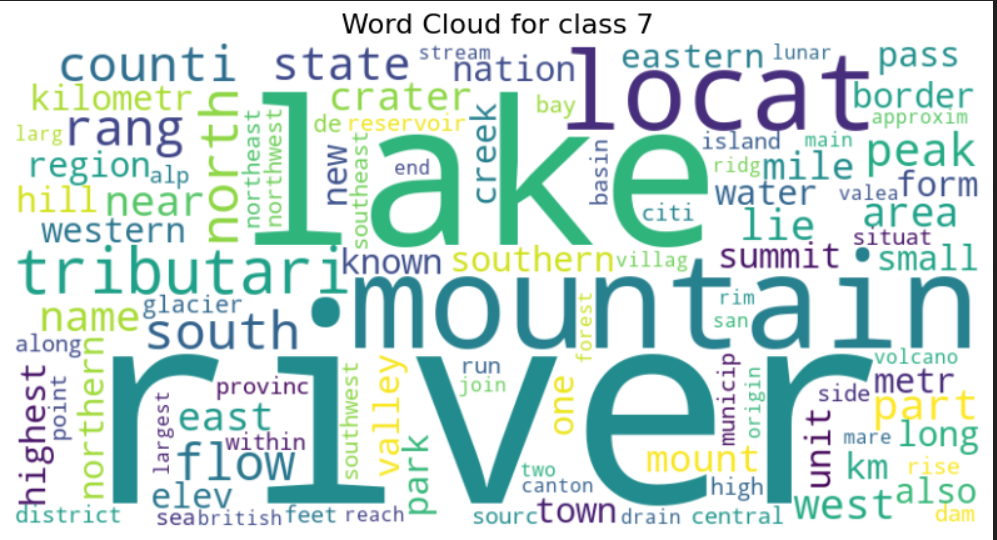 Word Cloud for class 7
counti
state
stream
nation
locat
eastern
lunar
pass
kilometr
north
crater
bay
border
approxim
larg
rang
northeast
northwest
lake
de
reservoir
new
southeast
end
creek
basin
island
main
peak
region
alp
ridg
mile
water
valea
form
hill
near
citi
lie
area
western
situat
tributari
known
southern
villag
summit
small
mountain
name
glacier
south
forest
rim
san
along
northern
river
provinc
southwest
valley
run
join
one
municip
origin
volcano
metr
side
part
highest
point
largest
east
within
flow
park
mount
unit
mare
long
elev
two
canton
high
km
rise
west
also
district
sea
british
feet
reach
sourc
town
drain
central
dam